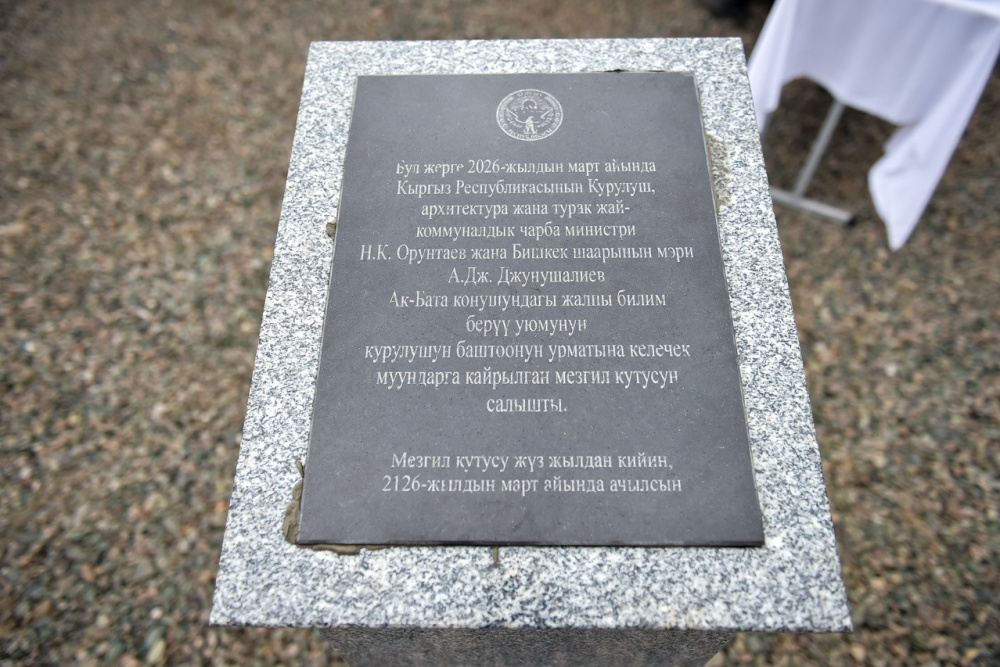 Бул жерге 2026-жылдын март айында
Кыргыз Республикасынын Курулуш,
архитектура жана турак жай-
коммуналдык чарба министри
Н.К. Орунтаев жана Бишкек шаарынын мэри
А.Дж. Джунушалиев
Ак-Бата конушундагы жалпы билим
берүү уюмунун
курулушун баштоонун урматына келечек
муундарга кайрылган мезгил кутусун
салышты.
Мезгил кутусу жүз жылдан кийин,
2126-жылдын март айында ачылсын